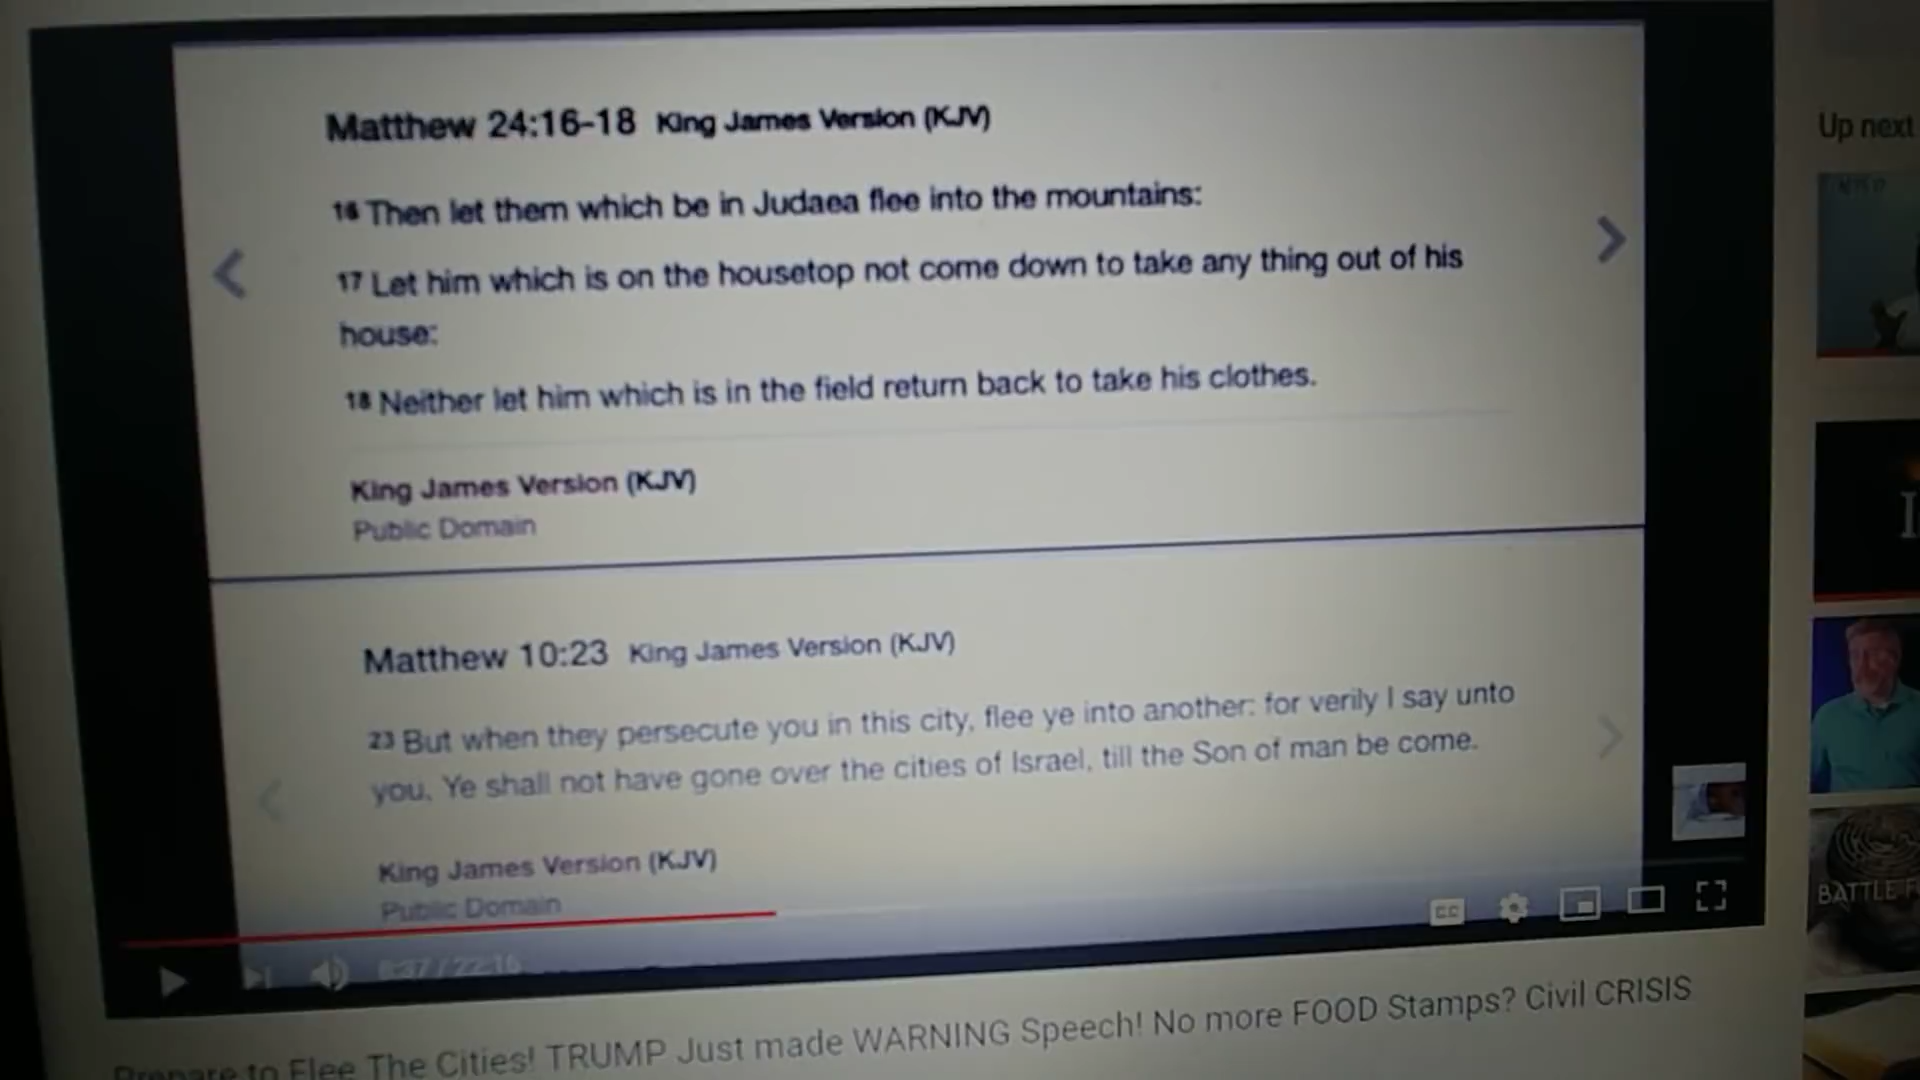 Matthew 24:16-18 King James Version (KJV)
16 Then let them which be in Judaea flee into the mountains:
17 Let him which is on the housetop not come down to take any thing out of his
house:
18 Neither let him which is in the field return back to take his clothes.
King James Version (KJV)
Public Domain
Matthew 10:23 King James Version (KJV)
23 But when they persecute you in this city, flee ye into another: for verily I say unto
you, Ye shall not have gone over the cities of Israel, till the Son of man be come.
King James Version (KJV)
Public Domain
CC
8:37 / 22:16
Prepare to Flee The Cities! TRUMP Just made WARNING Speech! No more FOOD Stamps? Civil CRISIS
Up next
BATTLE F